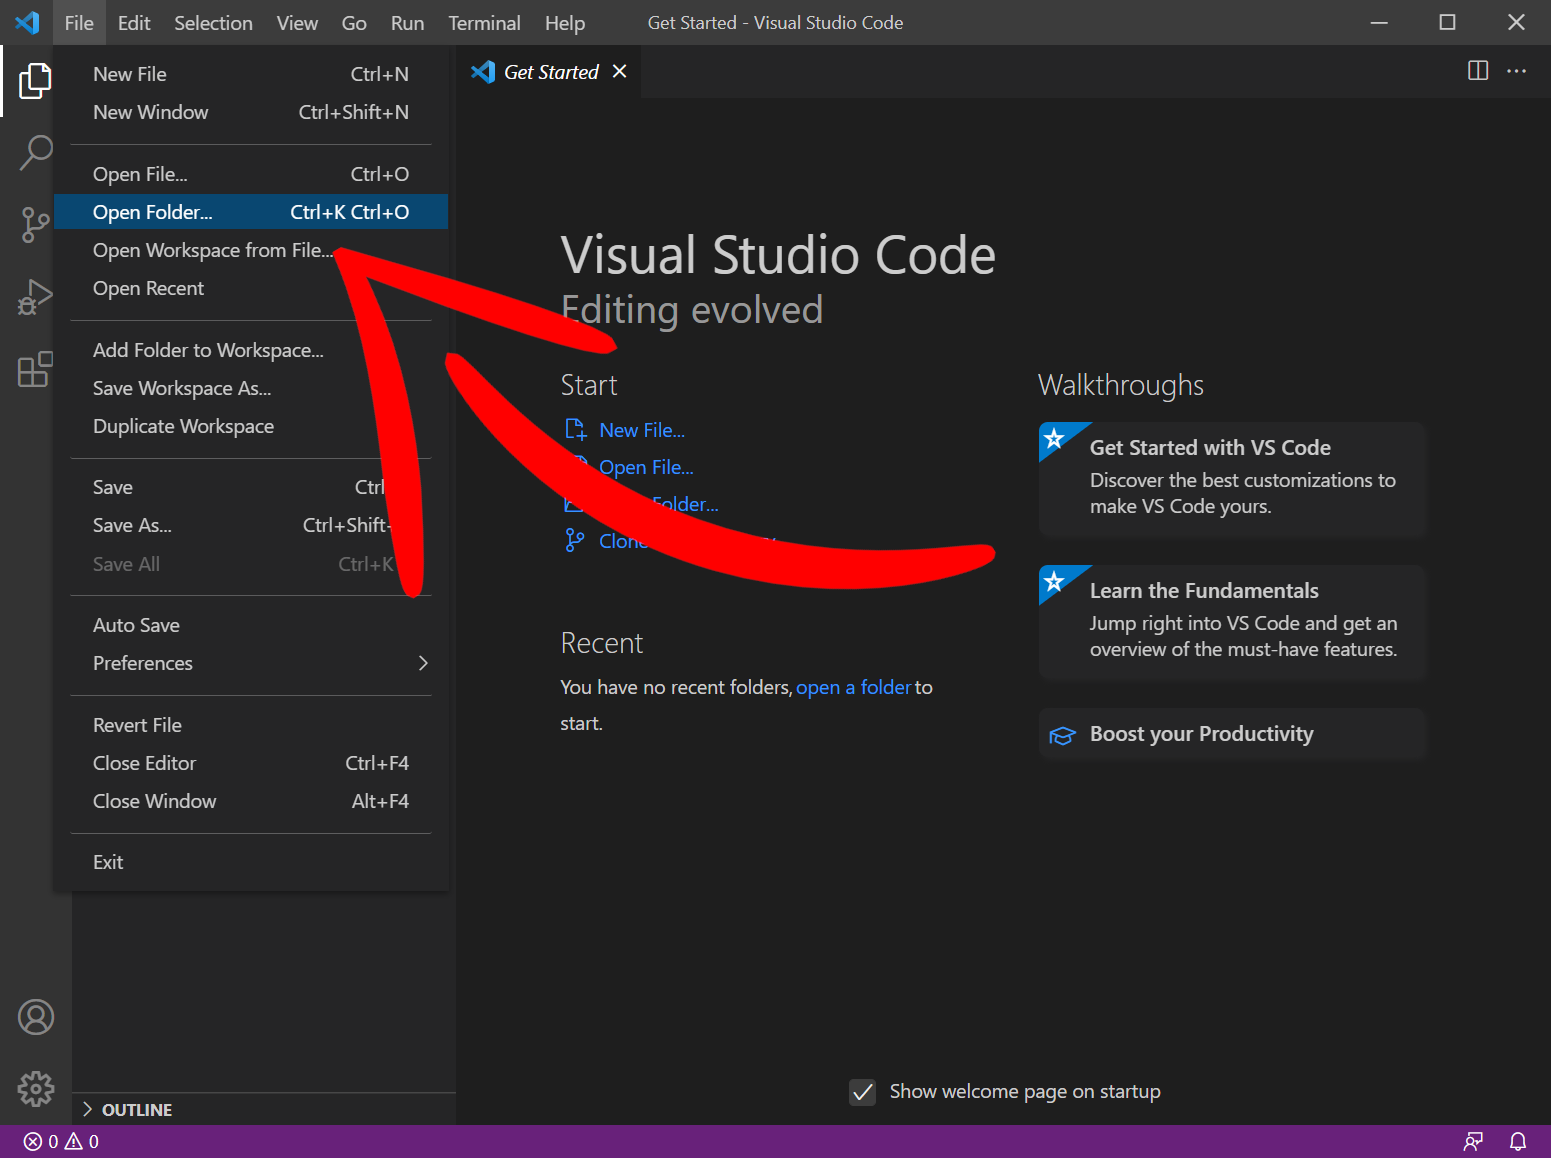 File Edit Selection View Go Run Terminal Help Get Started - Visual Studio Code
Get Started
New File Ctrl+N
New Window Ctrl+Shift+N
Open File... Ctrl+O
Open Folder... Ctrl+K Ctrl+O
Open Workspace from File...
Open Recent
Add Folder to Workspace...
Save Workspace As...
Duplicate Workspace
Save Ctrl
Save As... Ctrl+Shift+
Save All Ctrl+K
Auto Save
Preferences
Revert File
Close Editor Ctrl+F4
Close Window Alt+F4
Exit
OUTLINE
Visual Studio Code
Editing evolved
Start
New File...
Open File...
Folder...
Clone
Recent
You have no recent folders, open a folder to
start.
Walkthroughs
Get Started with VS Code
Discover the best customizations to
make VS Code yours.
Learn the Fundamentals
Jump right into VS Code and get an
overview of the must-have features.
Boost your Productivity
Show welcome page on startup
0 0